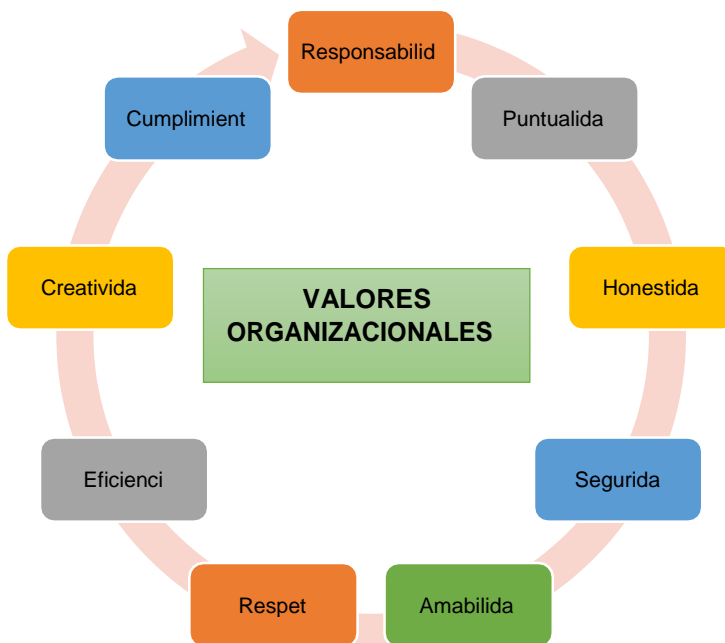 Responsabilid
Puntualida
Honestida
Segurida
Amabilida
Respet
Eficienci
Creativida
Cumplimient
VALORES
ORGANIZACIONALES